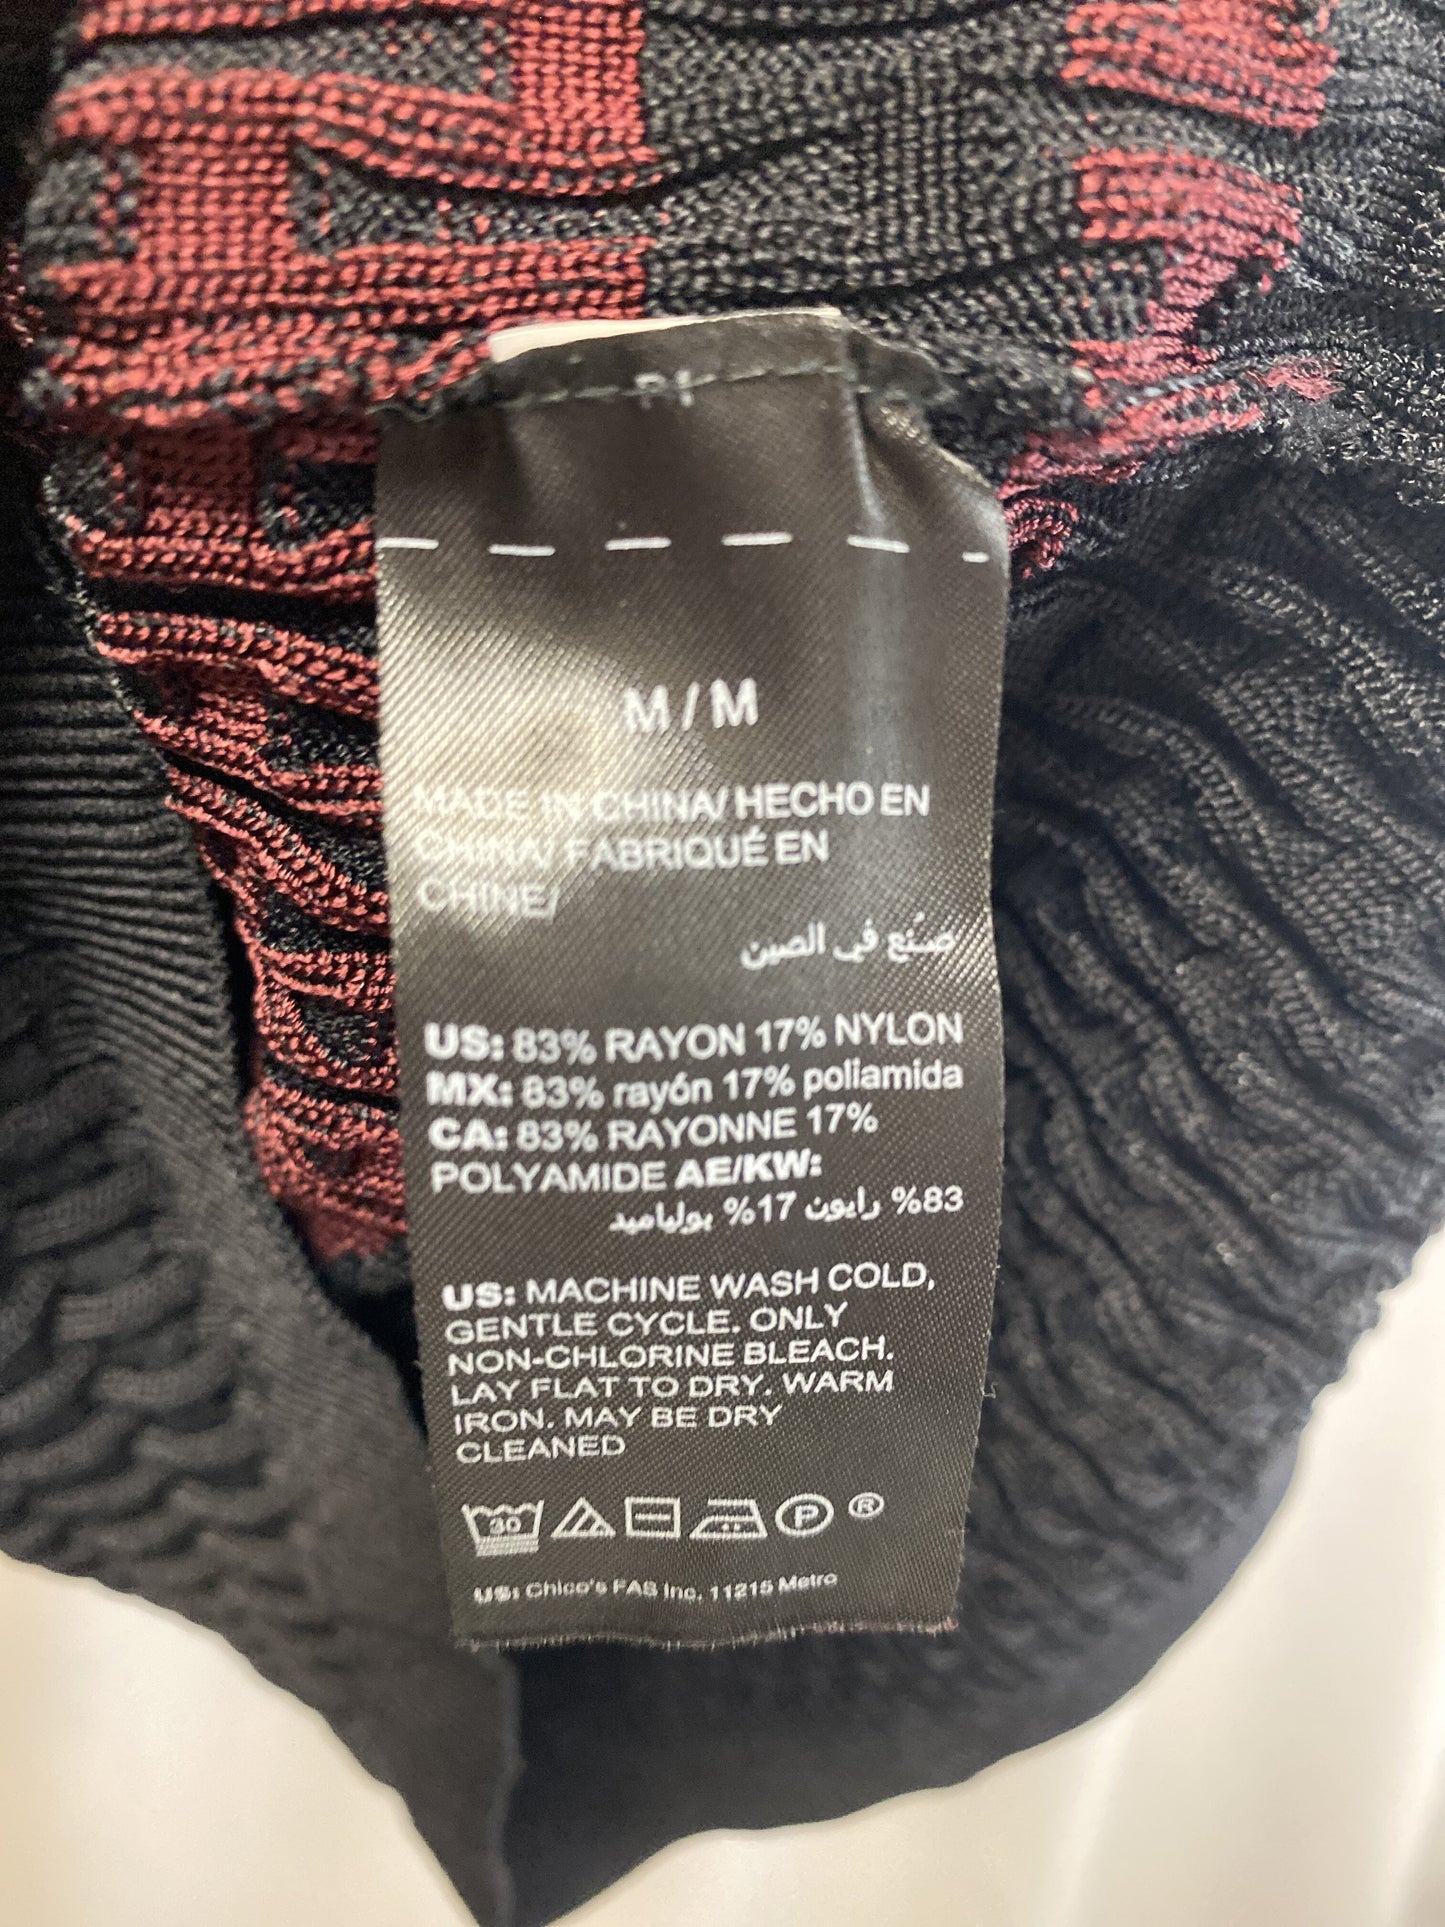 M / M
MADE IN CHINA/ HECHO EN
CHINA/ FABRIQUÉ EN
CHINE/
صنع في الصين
US: 83% RAYON 17% NYLON
MX: 83% rayón 17% poliamida
CA: 83% RAYONNE 17%
POLYAMIDE AE/KW:
83% رايون 17% بولياميد
US: MACHINE WASH COLD,
GENTLE CYCLE. ONLY
NON-CHLORINE BLEACH.
LAY FLAT TO DRY. WARM
IRON. MAY BE DRY
CLEANED
30 P ®
US: Chico's FAS Inc. 11215 Metro